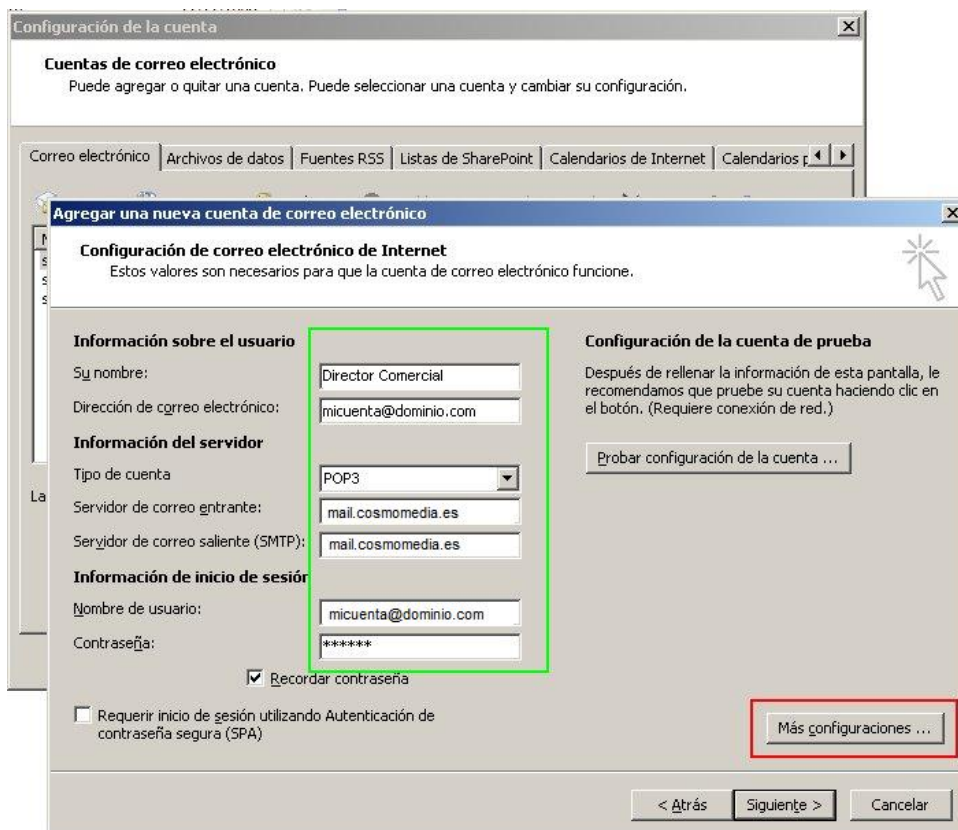 Configuración de la cuenta
Cuentas de correo electrónico
Puede agregar o quitar una cuenta. Puede seleccionar una cuenta y cambiar su configuración.
Correo electrónico Archivos de datos Fuentes RSS Listas de SharePoint Calendarios de Internet Calendarios
Agregar una nueva cuenta de correo electrónico
Configuración de correo electrónico de Internet
Estos valores son necesarios para que la cuenta de correo electrónico funcione.
Información sobre el usuario
Su nombre: Director Comercial
Dirección de correo electrónico: micuenta@dominio.com
Información del servidor
Tipo de cuenta POP3
Servidor de correo entrante: mail.cosmomedia.es
Servidor de correo saliente (SMTP): mail.cosmomedia.es
Información de inicio de sesión
Nombre de usuario: micuenta@dominio.com
Contraseña: ******
Recordar contraseña
Requerir inicio de sesión utilizando Autenticación de
contraseña segura (SPA)
Configuración de la cuenta de prueba
Después de rellenar la información de esta pantalla, le
recomendamos que pruebe su cuenta haciendo clic en
el botón. (Requiere conexión de red.)
Probar configuración de la cuenta ...
La
Más configuraciones ...
< Atrás Siguiente > Cancelar